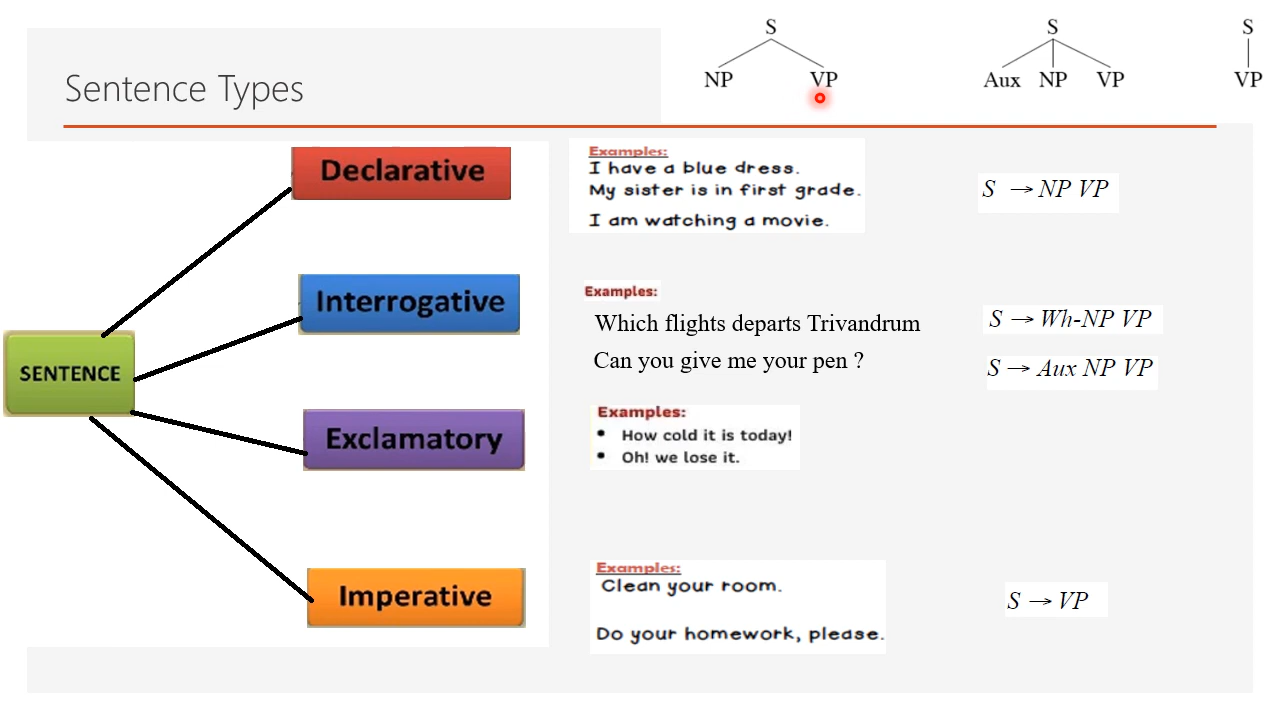 Sentence Types
S
NP VP
S
Aux NP VP
S
VP
SENTENCE
Declarative
Examples:
I have a blue dress.
My sister is in first grade.
I am watching a movie.
S → NP VP
Interrogative
Examples:
Which flights departs Trivandrum
S → Wh-NP VP
Can you give me your pen ?
S → Aux NP VP
Exclamatory
Examples:
• How cold it is today!
• Oh! we lose it.
Imperative
Examples:
Clean your room.
Do your homework, please.
S → VP